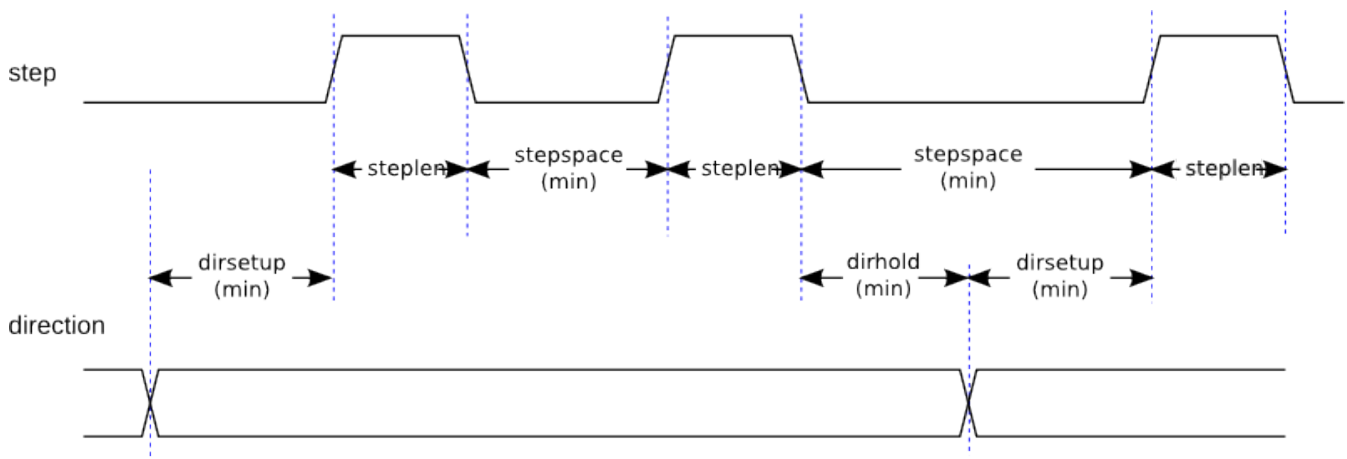 step
steplen
stepspace
(min)
steplen
stepspace
(min)
steplen
dirsetup
(min)
dirhold
(min)
dirsetup
(min)
direction